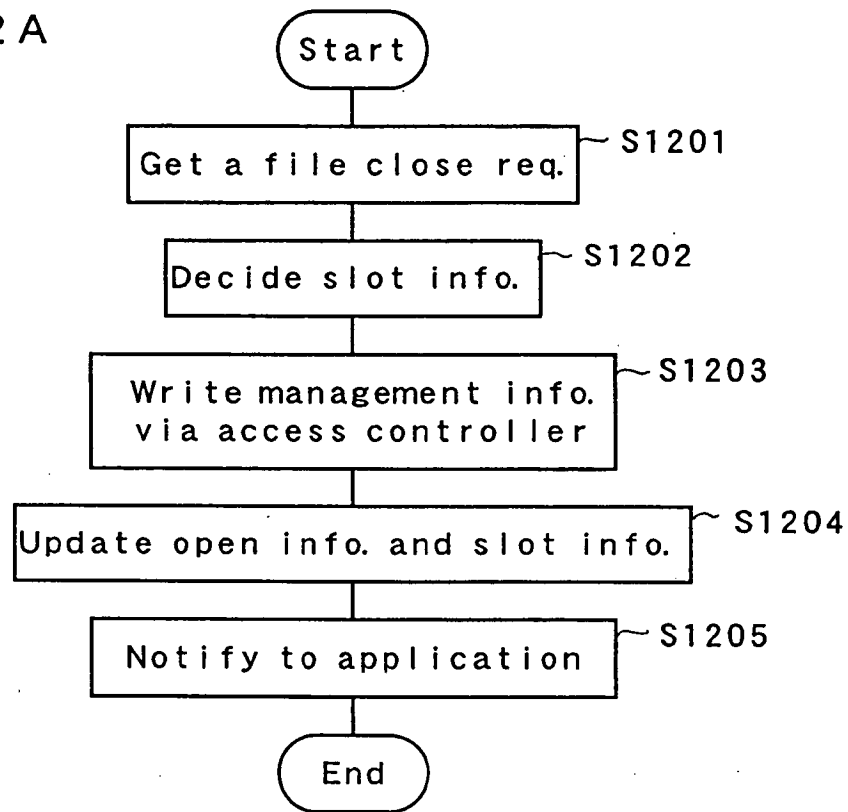 2 A
Start
Get a file close req.
S1201
Decide slot info.
S1202
Write management info.
via access controller
S1203
Update open info. and slot info.
S1204
Notify to application
S1205
End